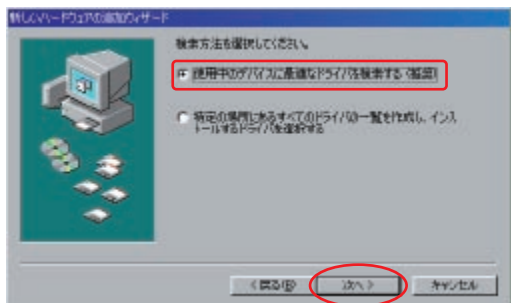 新しいハードウェアの追加ウィザード
検索方法を選択してください。
使用中のデバイスに最適なドライバを検索する(推奨)
特定の場所にあるすべてのドライバの一覧を作成し、インス
トールするドライバを選択する
< 戻る(B)
次へ >
キャンセル